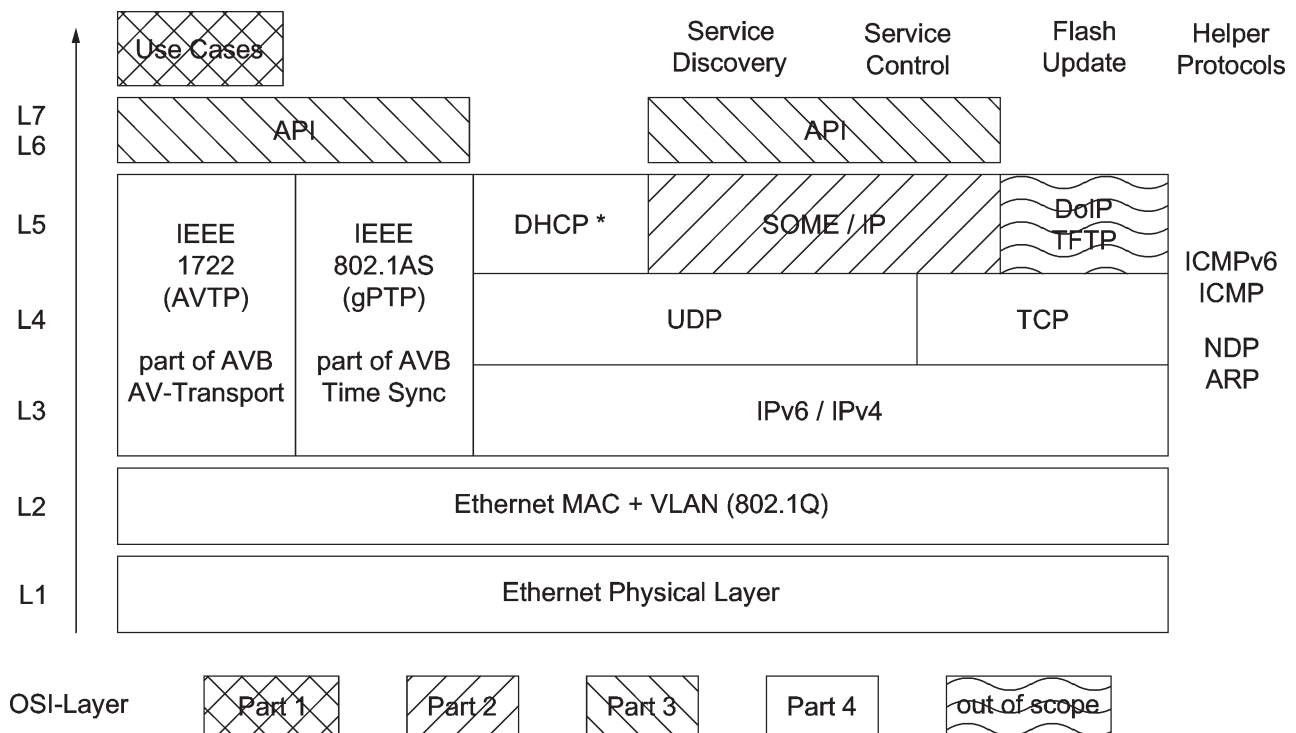 Use Cases
Service
Discovery
Service
Control
Flash
Update
Helper
Protocols
L7
L6
API
API
L5
IEEE
1722
(AVTP)
part of AVB
AV-Transport
IEEE
802.1AS
(gPTP)
part of AVB
Time Sync
DHCP *
SOME / IP
DoIP
TFTP
ICMPv6
ICMP
NDP
ARP
L4
UDP
TCP
L3
IPv6 / IPv4
L2
Ethernet MAC + VLAN (802.1Q)
L1
Ethernet Physical Layer
OSI-Layer
Part 1
Part 2
Part 3
Part 4
out of scope